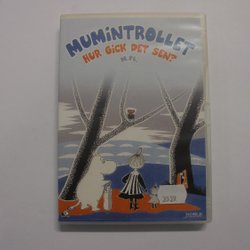 MUMINTROLLET
HUR GICK DET SEN?
M.FL.